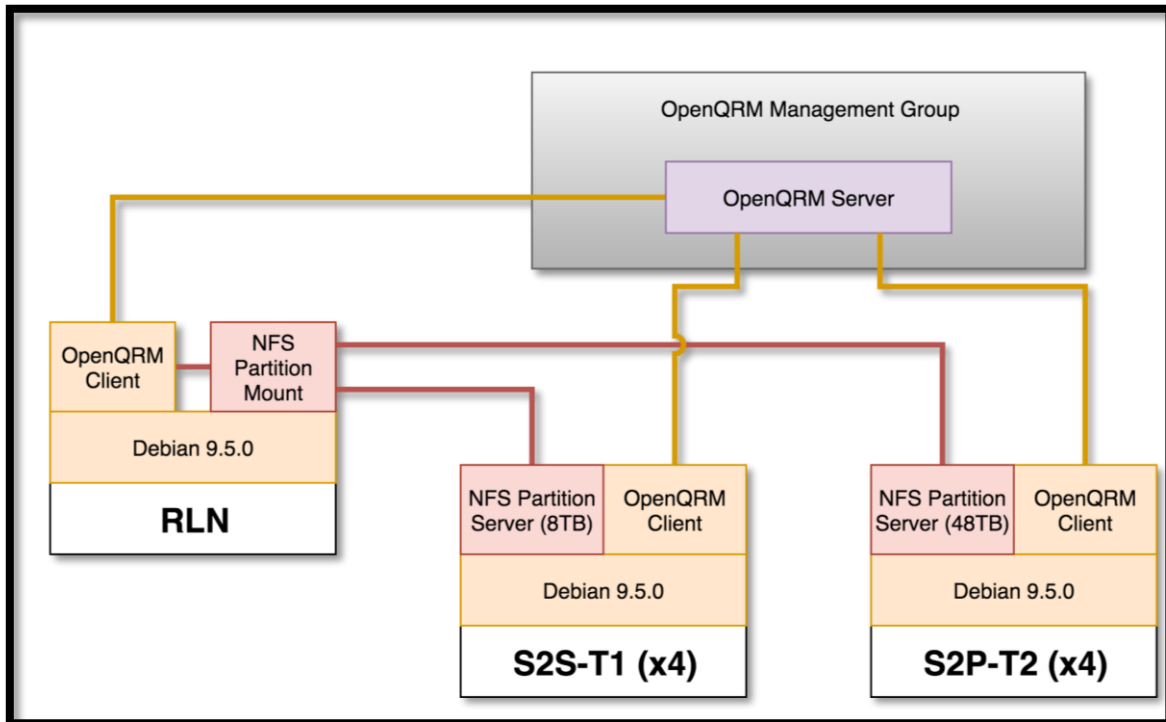 OpenQRM Management Group
OpenQRM Server
OpenQRM
Client
NFS
Partition
Mount
Debian 9.5.0
RLN
NFS Partition
Server (8TB)
OpenQRM
Client
Debian 9.5.0
S2S-T1 (x4)
NFS Partition
Server (48TB)
OpenQRM
Client
Debian 9.5.0
S2P-T2 (x4)